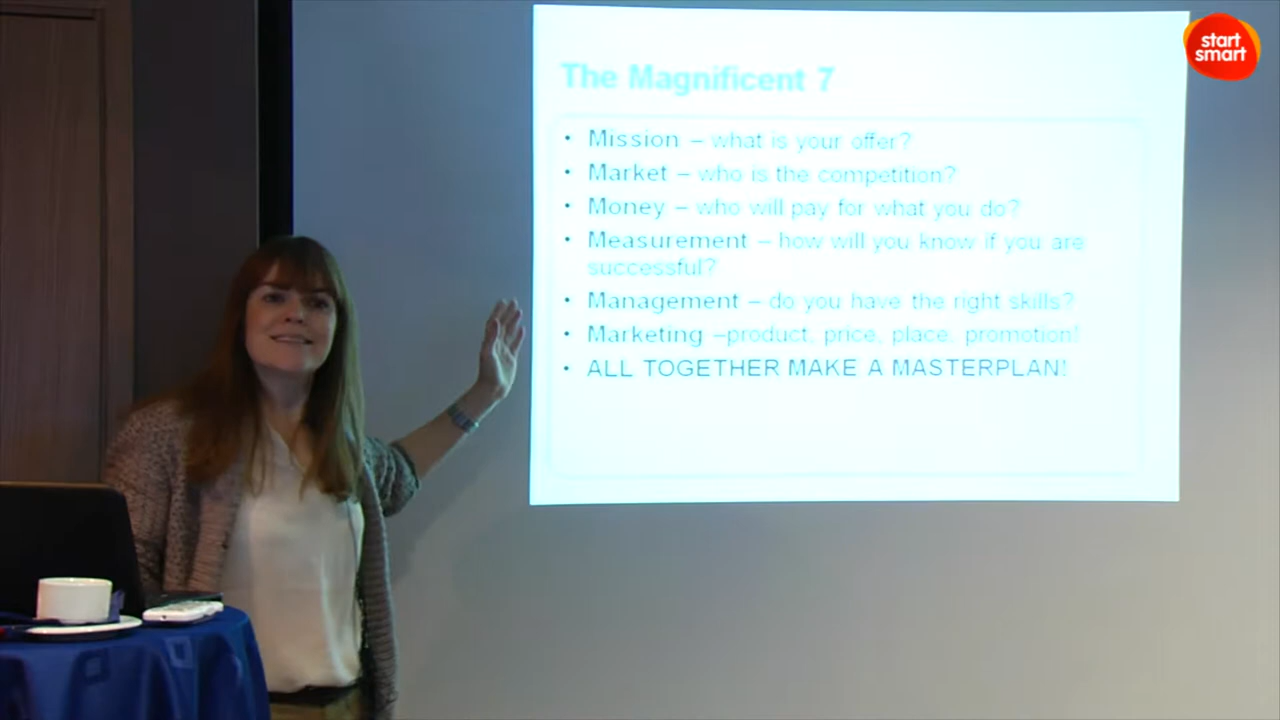 start
smart
The Magnificent 7
• Mission – what is your offer?
• Market – who is the competition?
• Money – who will pay for what you do?
• Measurement – how will you know if you are
successful?
• Management – do you have the right skills?
• Marketing –product, price, place, promotion!
• ALL TOGETHER MAKE A MASTERPLAN!